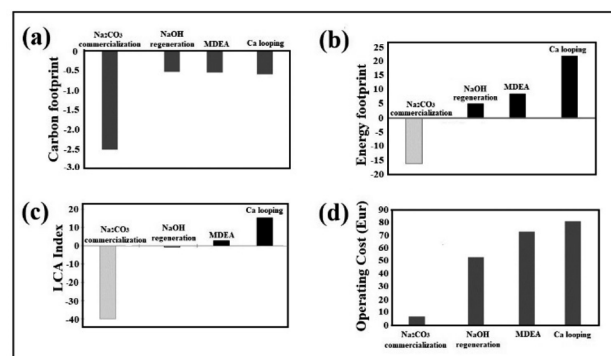 (a)
Na₂CO₃
commercialization
NaOH
regeneration
MDEA
Ca looping
Carbon footprint
0
-0.5
-1.0
-1.5
-2.0
-2.5
-3.0
(b)
Ca looping
NaOH
regeneration
MDEA
Na₂CO₃
commercialization
Energy footprint
25
20
15
10
5
0
-5
-10
-15
-20
(c)
Na₂CO₃
commercialization
NaOH
regeneration
MDEA
Ca looping
LCA Index
20
10
0
-10
-20
-30
-40
(d)
Operating Cost (Eur)
90
80
70
60
50
40
30
20
10
0
Na₂CO₃
commercialization
NaOH
regeneration
MDEA
Ca looping